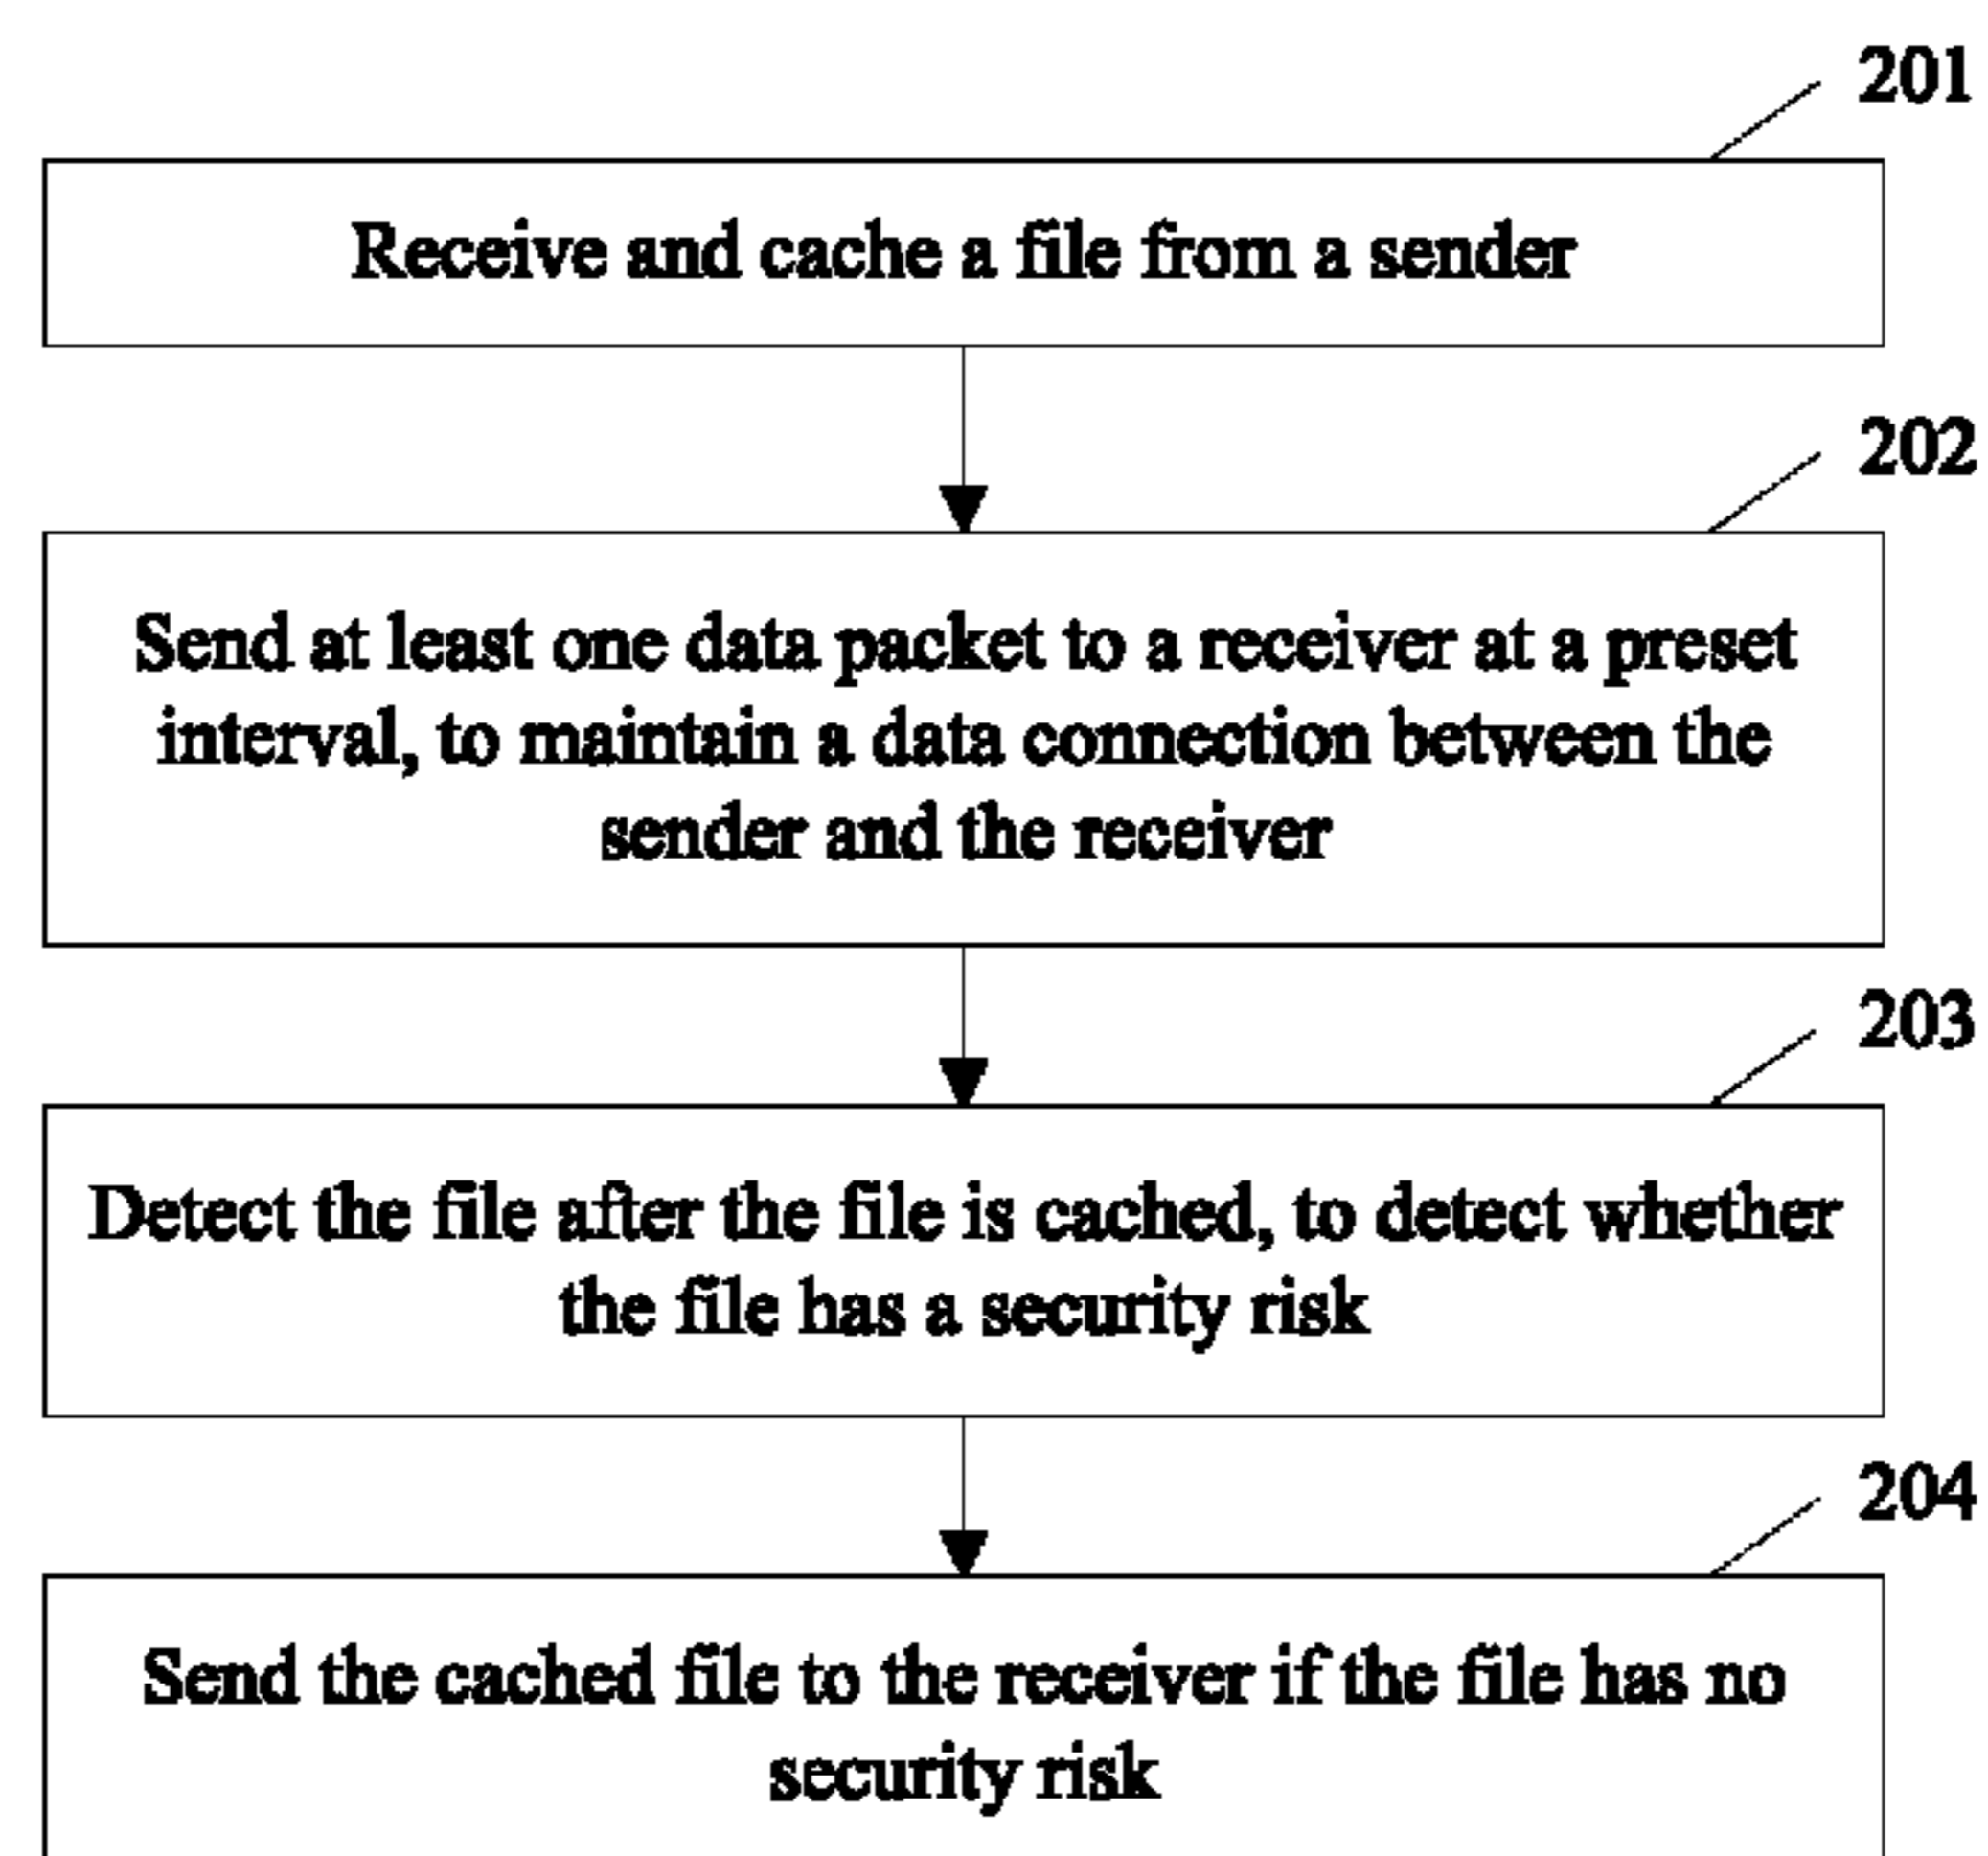 201
Receive and cache a file from a sender
202
Send at least one data packet to a receiver at a preset
interval, to maintain a data connection between the
sender and the receiver
203
Detect the file after the file is cached, to detect whether
the file has a security risk
204
Send the cached file to the receiver if the file has no
security risk